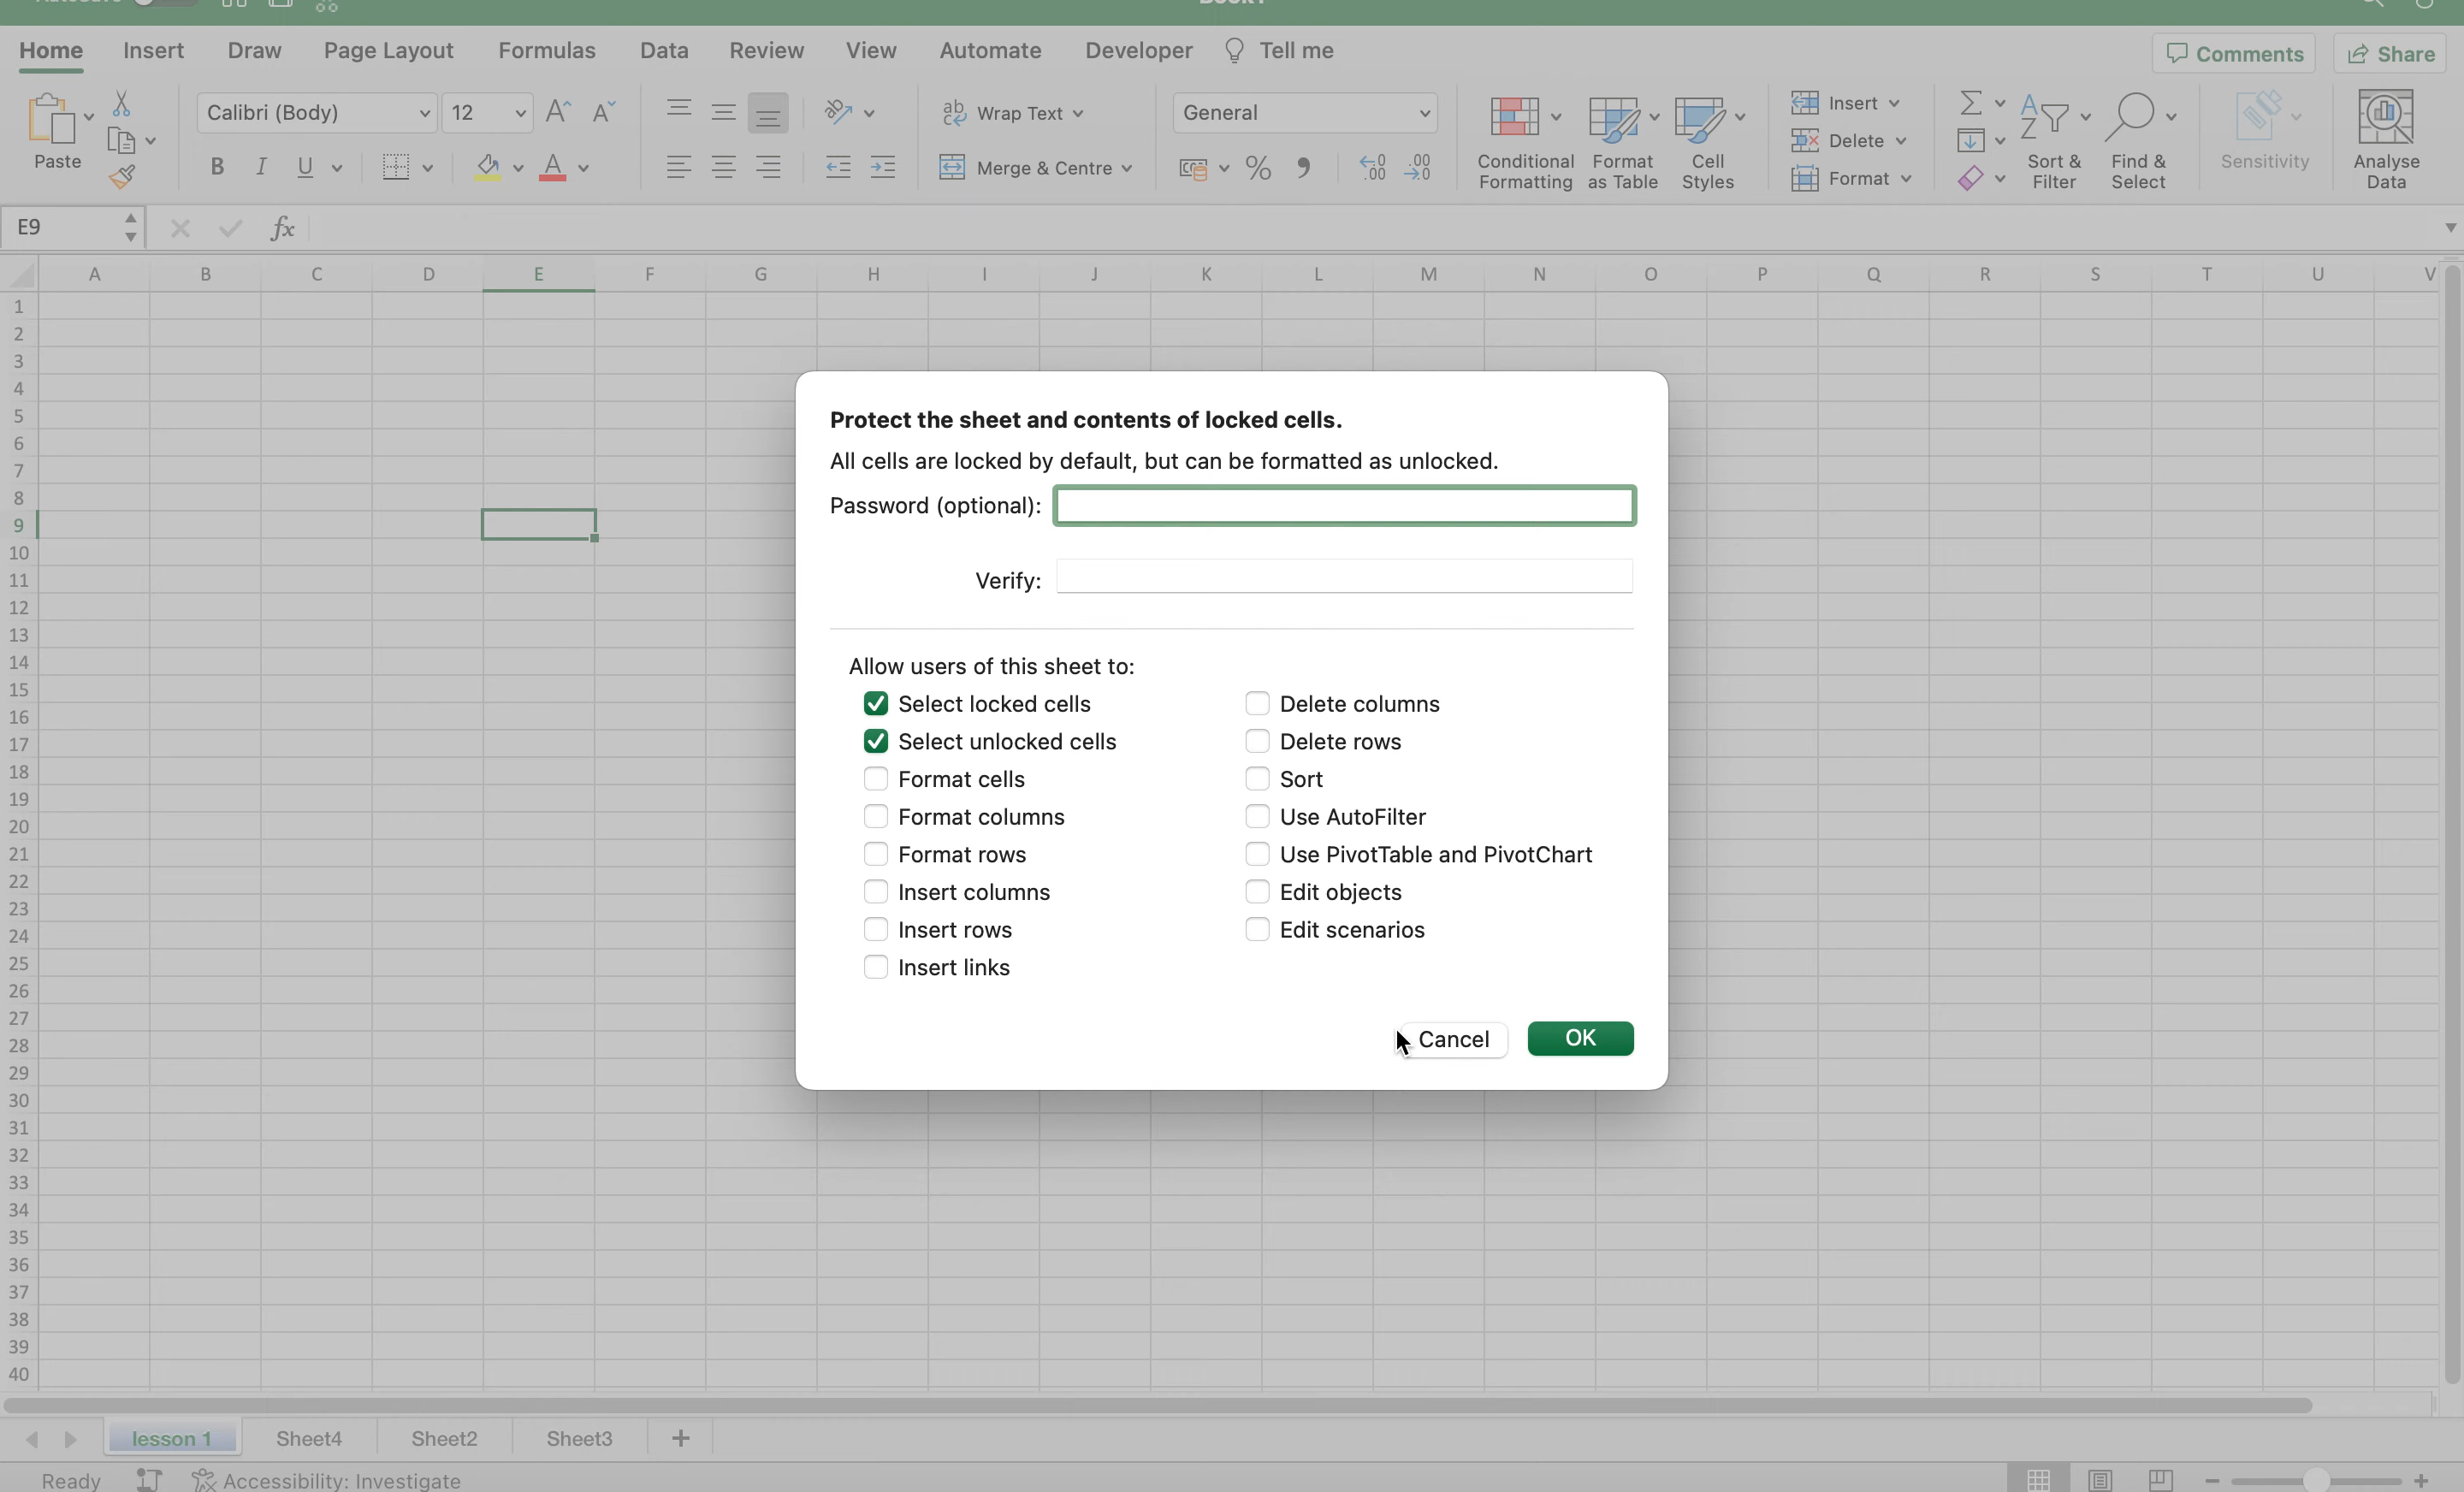 Home Insert Draw Page Layout Formulas Data Review View Automate Developer Tell me Comments Share
Paste
Calibri (Body) 12
B I U A
Wrap Text
Merge & Centre
General
%
Conditional Formatting
Format as Table
Cell Styles
Insert
Delete
Format
Sort & Filter
Find & Select
Sensitivity
Analyse Data
E9 fx
A B C D E F G H I J K L M N O P Q R S T U V
1
2
3
4
5
6
7
8
9
10
11
12
13
14
15
16
17
18
19
20
21
22
23
24
25
26
27
28
29
30
31
32
33
34
35
36
37
38
39
40
Protect the sheet and contents of locked cells.
All cells are locked by default, but can be formatted as unlocked.
Password (optional):
Verify:
Allow users of this sheet to:
Select locked cells
Select unlocked cells
Format cells
Format columns
Format rows
Insert columns
Insert rows
Insert links
Delete columns
Delete rows
Sort
Use AutoFilter
Use PivotTable and PivotChart
Edit objects
Edit scenarios
Cancel OK
lesson 1 Sheet4 Sheet2 Sheet3 +
Ready Accessibility: Investigate